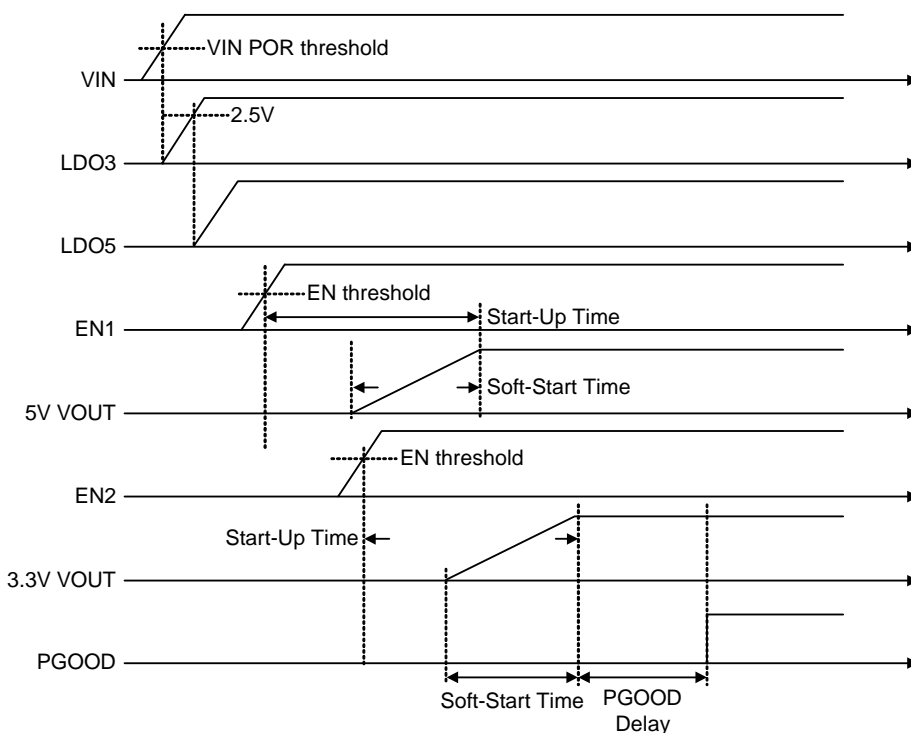 VIN POR threshold
VIN
2.5V
LDO3
LDO5
EN threshold
Start-Up Time
EN1
Soft-Start Time
5V VOUT
EN threshold
EN2
Start-Up Time
3.3V VOUT
PGOOD
Soft-Start Time
PGOOD
Delay